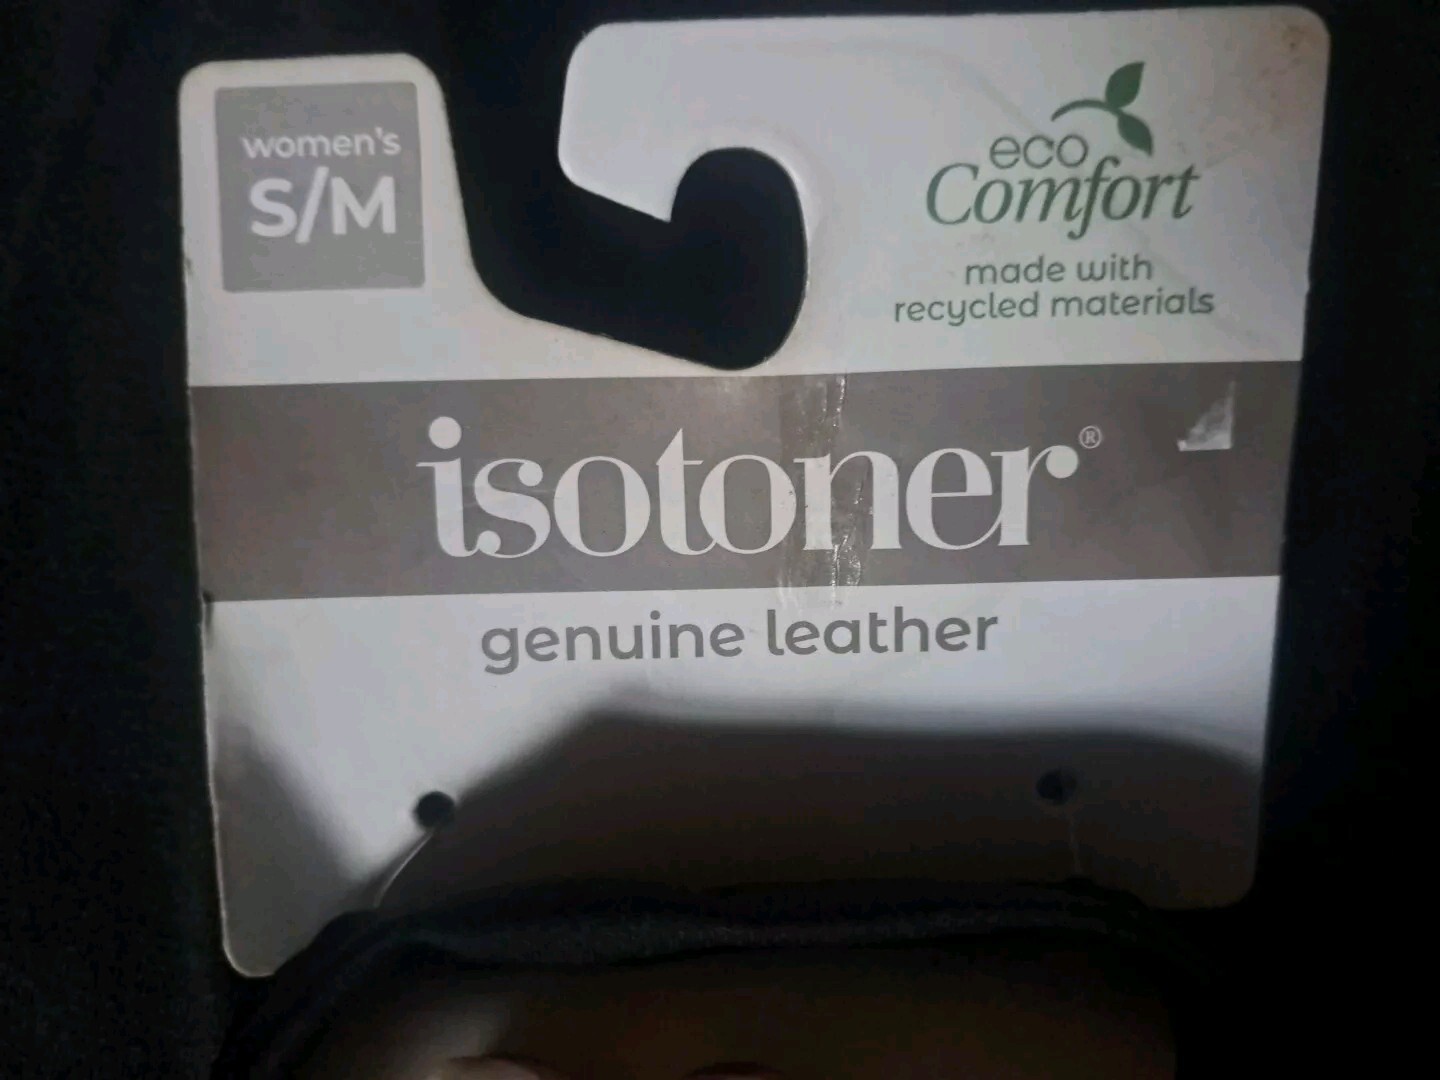 women's
S/M
eco
Comfort
made with
recycled materials
isotoner®
genuine leather